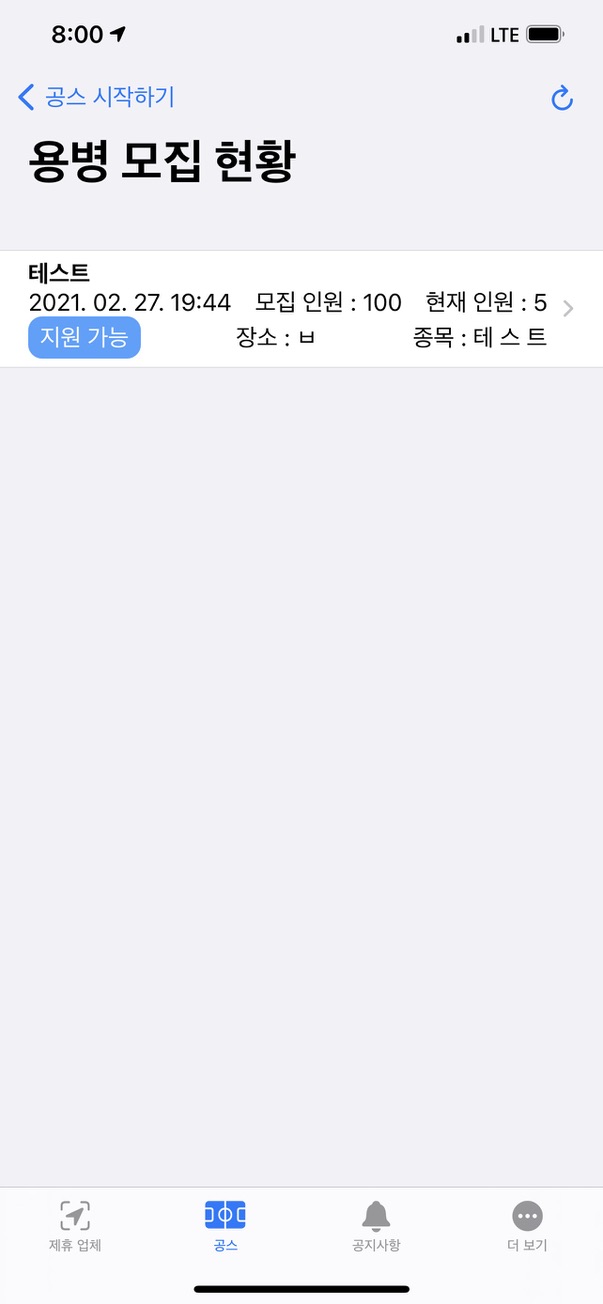 8:00 LTE
공스 시작하기
용병 모집 현황
테스트
2021. 02. 27. 19:44 모집 인원 : 100 현재 인원 : 5
지원 가능 장소 : ㅂ 종목 : 테 스 트
제휴 업체 공스 공지사항 더 보기